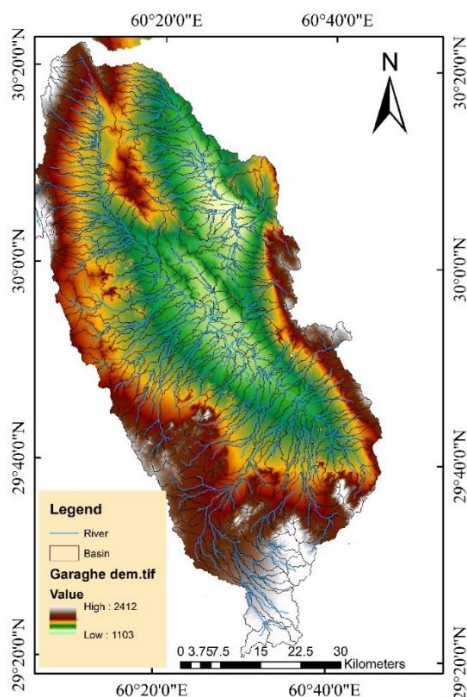 60°20'0"E 60°40'0"E
30°20'0"N
30°20'0"N
N
30°0'0"N
30°0'0"N
29°40'0"N
29°40'0"N
Legend
River
Basin
Garaghe dem.tif
Value
High : 2412
Low : 1103
29°20'0"N
29°20'0"N
0 3.757.5 15 22.5 30
Kilometers
60°20'0"E 60°40'0"E